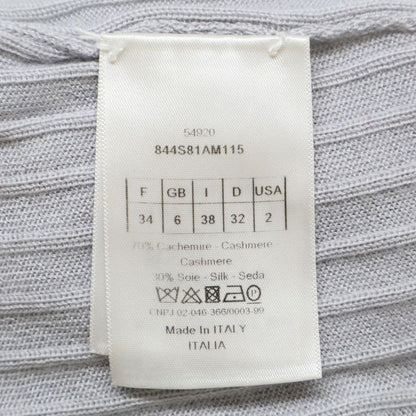 54920
844S81AM115
F GB I D USA
34 6 38 32 2
70% Cachemire - Cashmere
Cashmere
30% Soie - Silk - Seda
P
CNPJ 02-046-366/0003-99
Made In ITALY
ITALIA